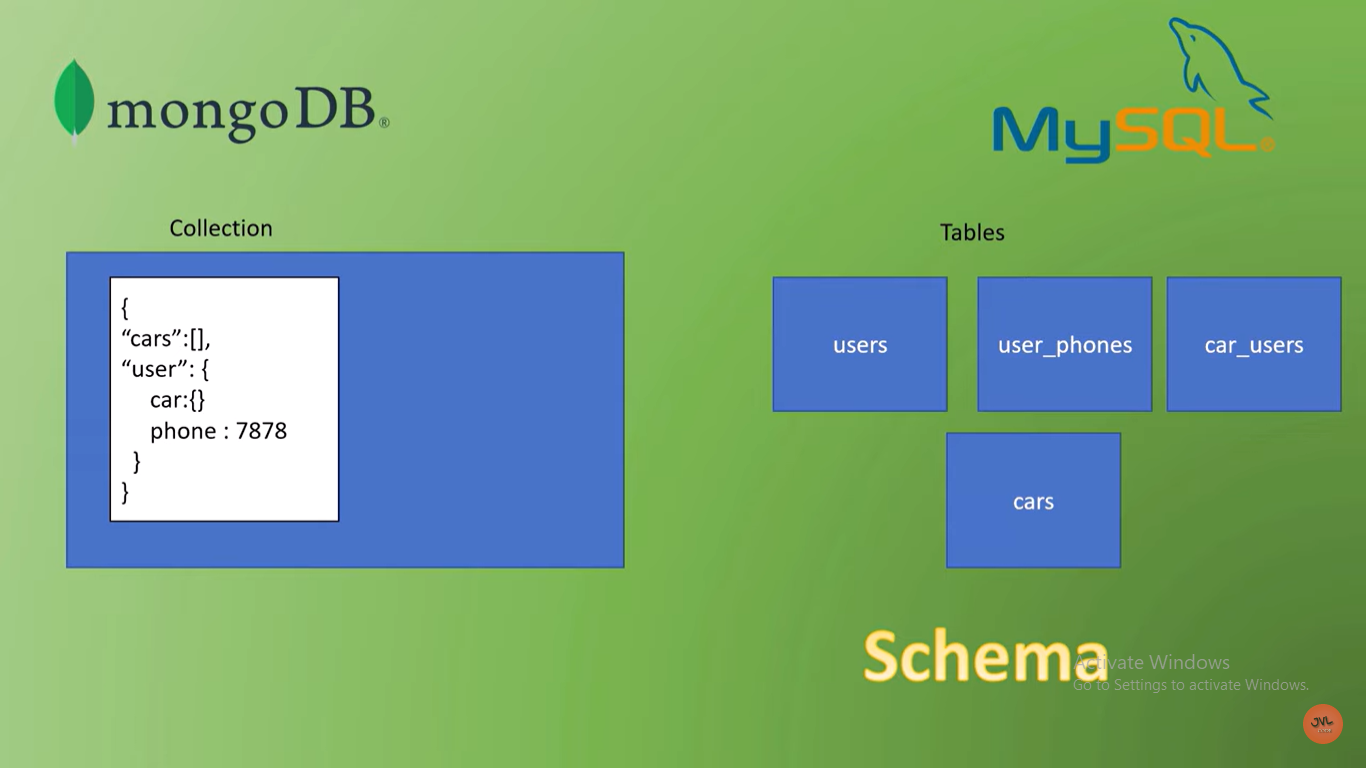 mongoDB®
MySQL®
Collection
Tables
{
“cars”:[],
“user”: {
car:{}
phone : 7878
}
}
users
user_phones
car_users
cars
Schema
Activate Windows
Go to Settings to activate Windows.
JVL